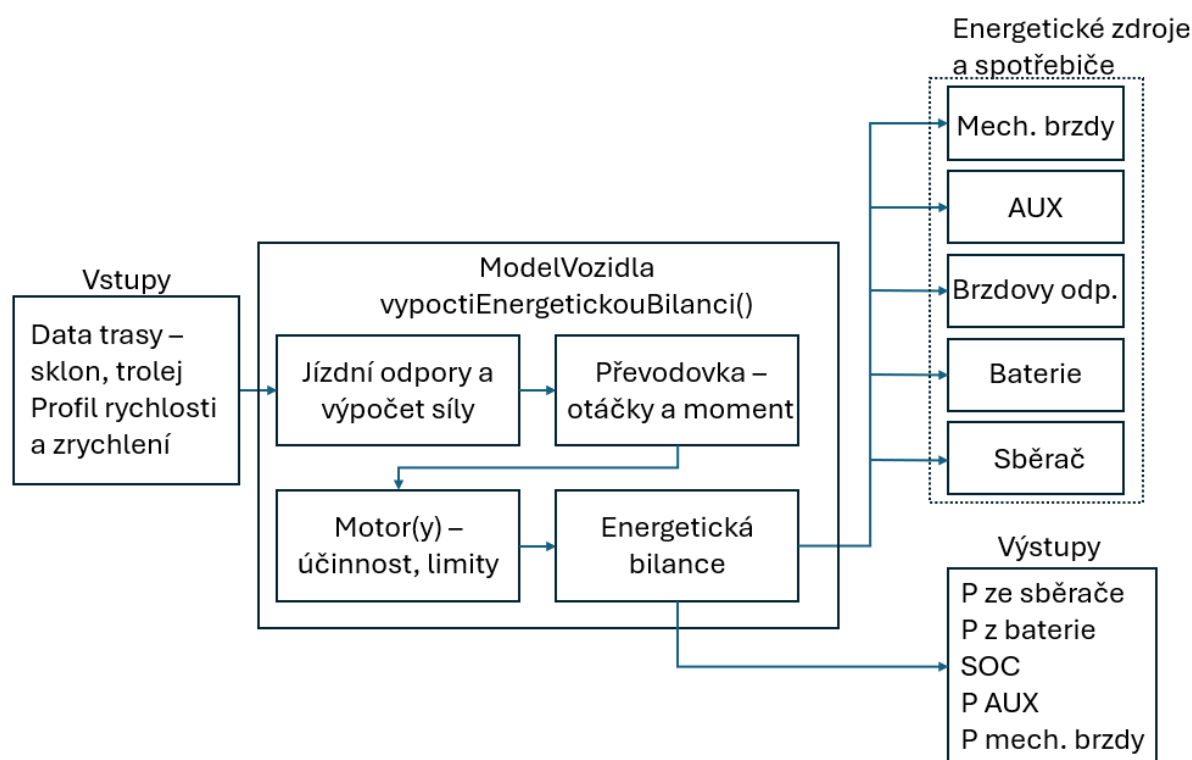 Energetické zdroje
a spotřebiče
Mech. brzdy
AUX
Brzdovy odp.
Baterie
Sběrač
Vstupy
Data trasy –
sklon, trolej
Profil rychlosti
a zrychlení
ModelVozidla
vypoctiEnergetickouBilanci()
Jízdní odpory a
výpočet síly
Převodovka –
otáčky a moment
Motor(y) –
účinnost, limity
Energetická
bilance
Výstupy
P ze sběrače
P z baterie
SOC
P AUX
P mech. brzdy